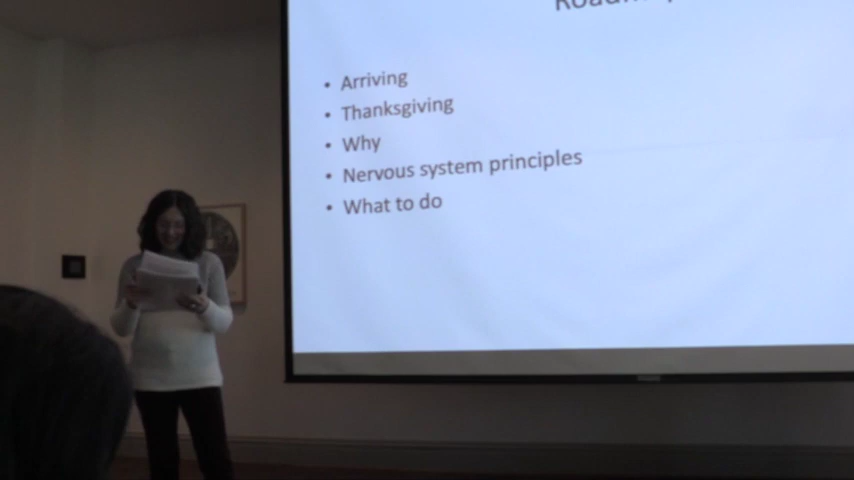 • Arriving
• Thanksgiving
• Why
• Nervous system principles
• What to do